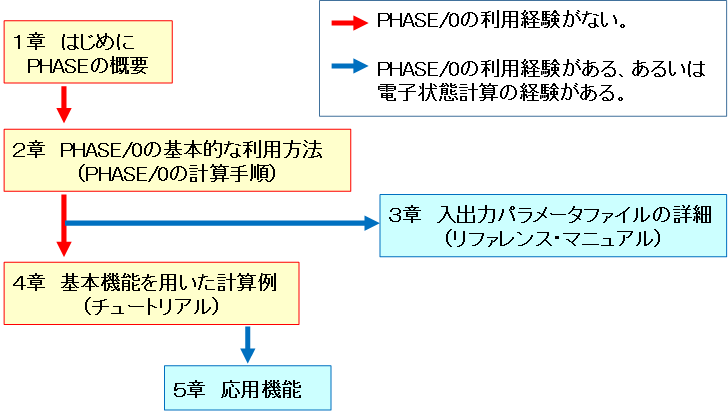 PHASE/0の利用経験がない。
PHASE/0の利用経験がある、あるいは
電子状態計算の経験がある。
1章 はじめに
PHASEの概要
2章 PHASE/0の基本的な利用方法
（PHASE/0の計算手順）
3章 入出力パラメータファイルの詳細
（リファレンス・マニュアル）
4章 基本機能を用いた計算例
（チュートリアル）
5章 応用機能